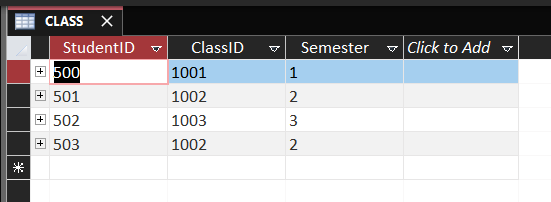 CLASS
StudentID ClassID Semester Click to Add
500 1001 1
501 1002 2
502 1003 3
503 1002 2